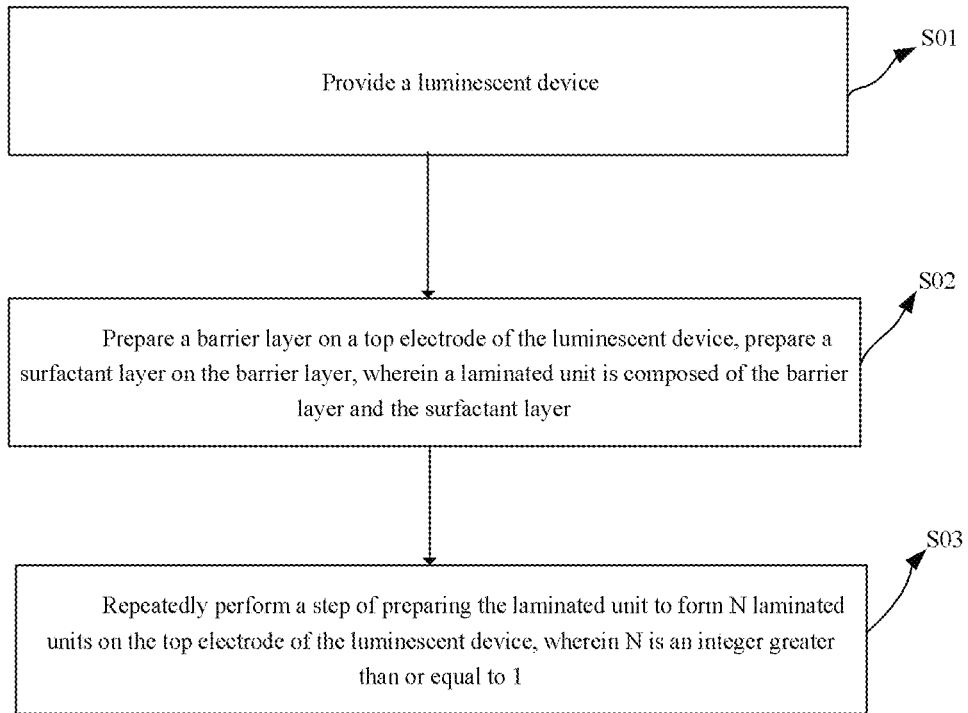 S01
Provide a luminescent device
S02
Prepare a barrier layer on a top electrode of the luminescent device, prepare a
surfactant layer on the barrier layer, wherein a laminated unit is composed of the barrier
layer and the surfactant layer
S03
Repeatedly perform a step of preparing the laminated unit to form N laminated
units on the top electrode of the luminescent device, wherein N is an integer greater
than or equal to 1